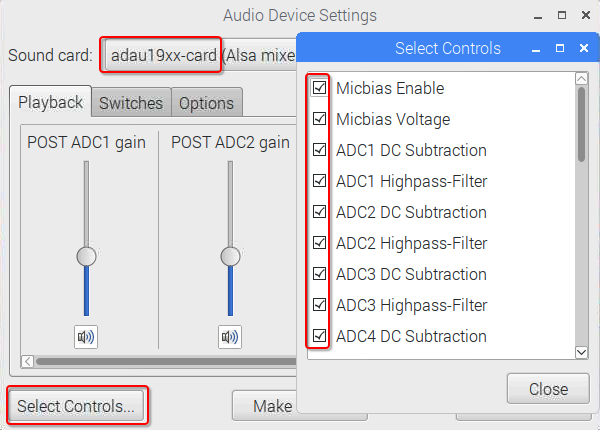 Audio Device Settings
Sound card: adau19xx-card (Alsa mixe
Select Controls
Playback Switches Options
POST ADC1 gain POST ADC2 gain
Micbias Enable
Micbias Voltage
ADC1 DC Subtraction
ADC1 Highpass-Filter
ADC2 DC Subtraction
ADC2 Highpass-Filter
ADC3 DC Subtraction
ADC3 Highpass-Filter
ADC4 DC Subtraction
Close
Select Controls... Make